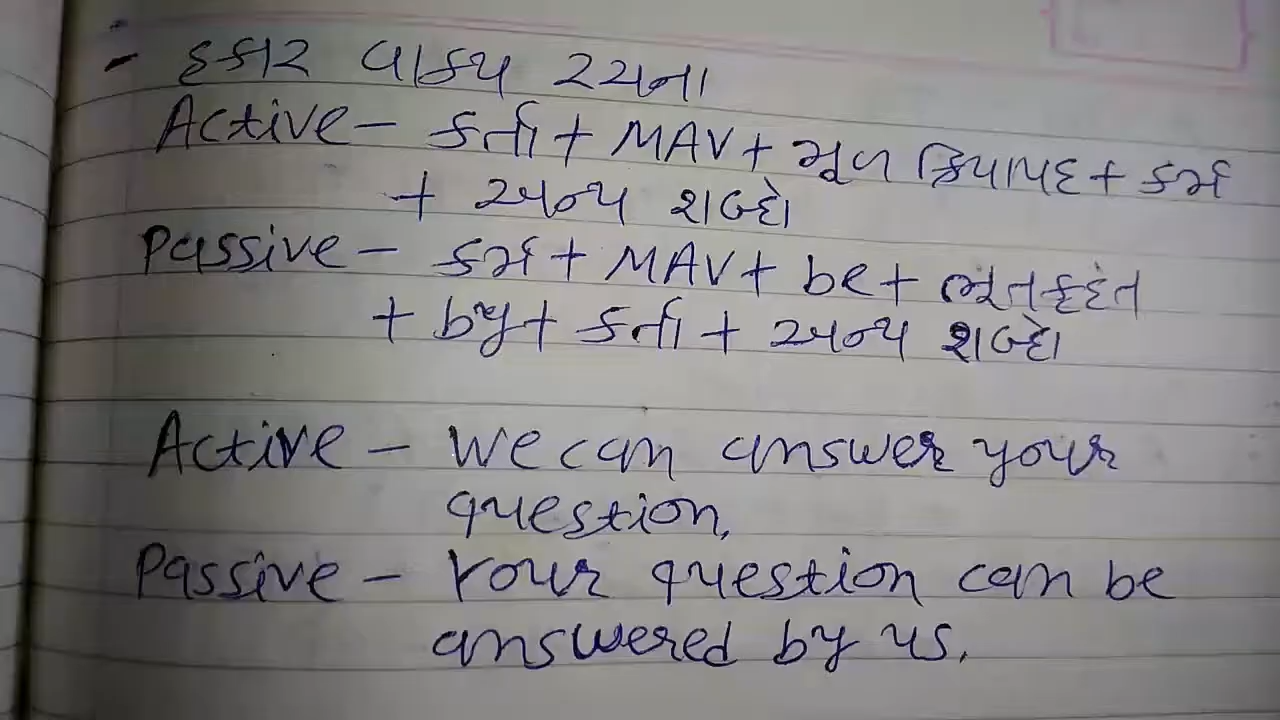 - હકાર વાક્ય રચના
Active - કર્તા + MAV + મૂળ ક્રિયાપદ + કર્મ
+ અન્ય શબ્દો
Passive - કર્મ + MAV + be + ભૂતકૃદંત
+ by + કર્તા + અન્ય શબ્દો
Active - We can answer your
question.
Passive - Your question can be
answered by us.